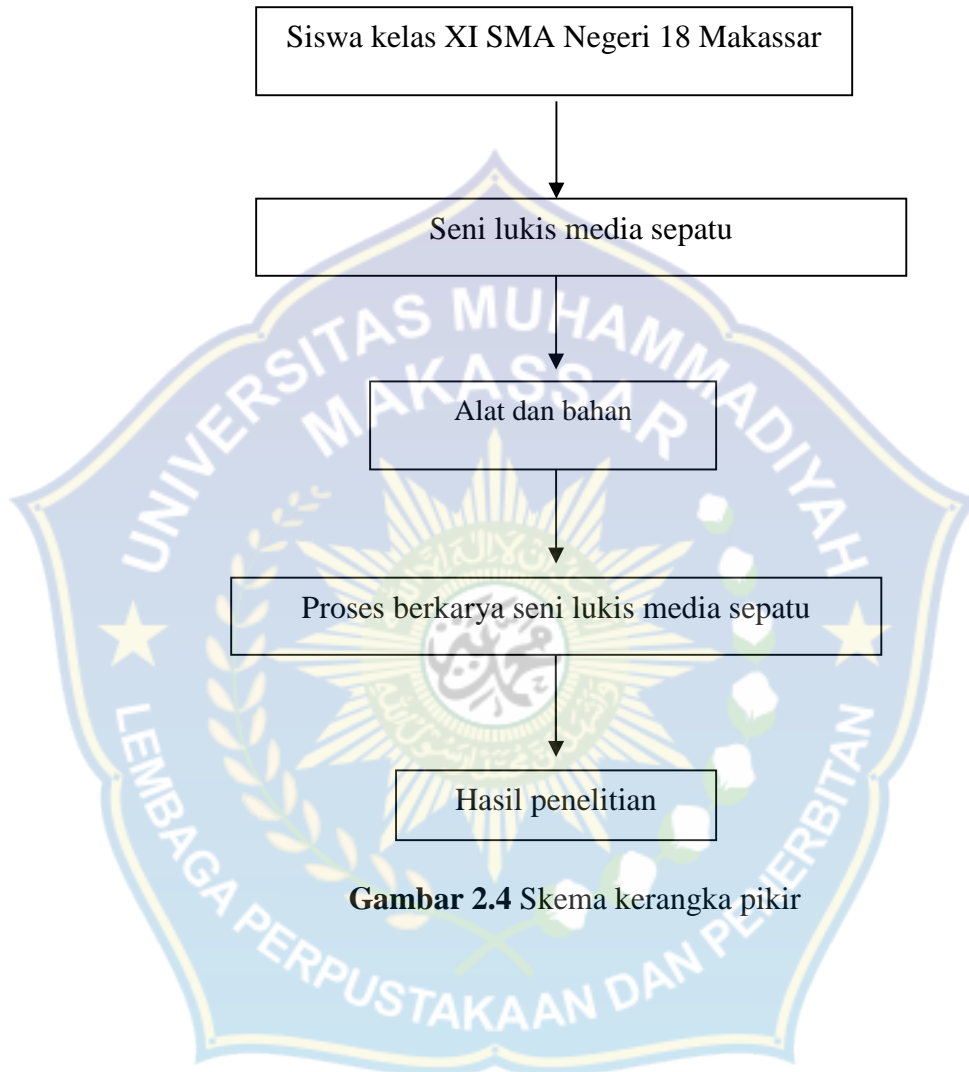 Siswa kelas XI SMA Negeri 18 Makassar
Seni lukis media sepatu
UNIVERSITAS MUHAMMADIYAH
MAKASSAR
Alat dan bahan
Proses berkarya seni lukis media sepatu
Hasil penelitian
Gambar 2.4 Skema kerangka pikir
LEMBAGA PERPUSTAKAAN DAN PENERBITAN